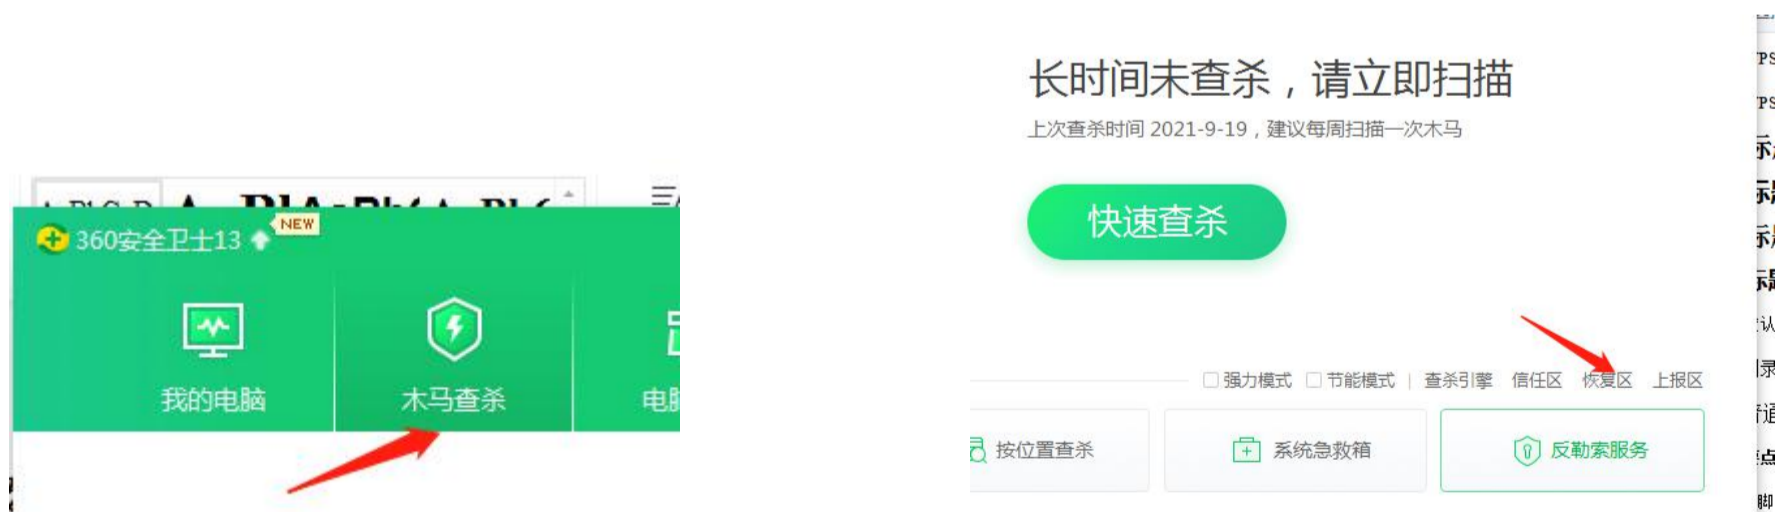 360安全卫士13
NEW
我的电脑
木马查杀
长时间未查杀，请立即扫描
上次查杀时间 2021-9-19，建议每周扫描一次木马
快速查杀
强力模式 节能模式 | 查杀引擎 信任区 恢复区 上报区
按位置查杀
系统急救箱
反勒索服务